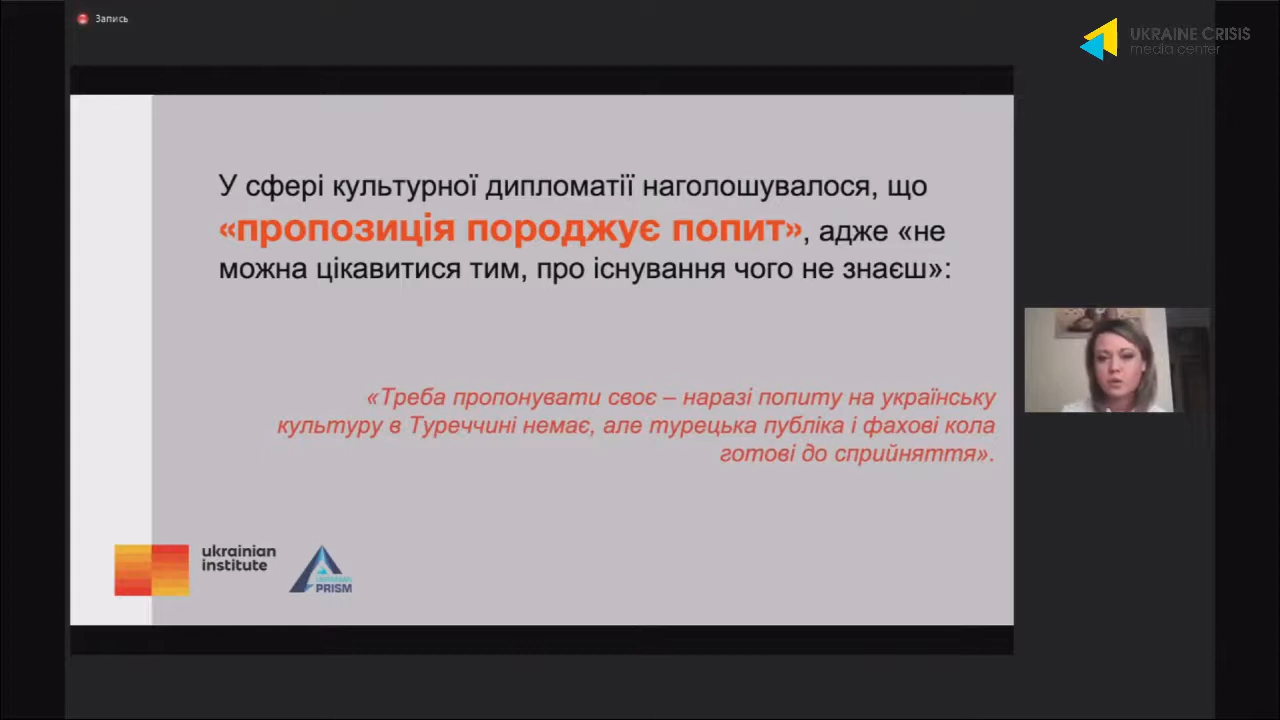 Запись
UKRAINE CRISIS
media center
У сфері культурної дипломатії наголошувалося, що
«пропозиція породжує попит», адже «не
можна цікавитися тим, про існування чого не знаєш»:
«Треба пропонувати своє – наразі попиту на українську
культуру в Туреччині немає, але турецька публіка і фахові кола
готові до сприйняття».
ukrainian
institute
UKRAINIAN
PRISM